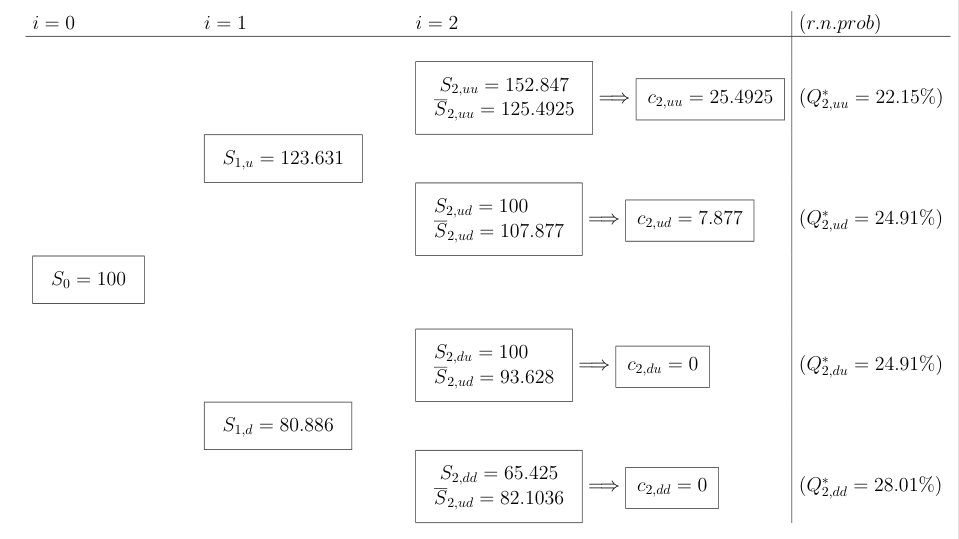 i = 0 i = 1 i = 2 (r.n.prob)
S_{2,uu} = 152.847
\overline{S}_{2,uu} = 125.4925 ⟹ c_{2,uu} = 25.4925 (Q^*_{2,uu} = 22.15%)
S_{1,u} = 123.631
S_{2,ud} = 100
\overline{S}_{2,ud} = 107.877 ⟹ c_{2,ud} = 7.877 (Q^*_{2,ud} = 24.91%)
S_0 = 100
S_{2,du} = 100
\overline{S}_{2,ud} = 93.628 ⟹ c_{2,du} = 0 (Q^*_{2,du} = 24.91%)
S_{1,d} = 80.886
S_{2,dd} = 65.425
\overline{S}_{2,ud} = 82.1036 ⟹ c_{2,dd} = 0 (Q^*_{2,dd} = 28.01%)